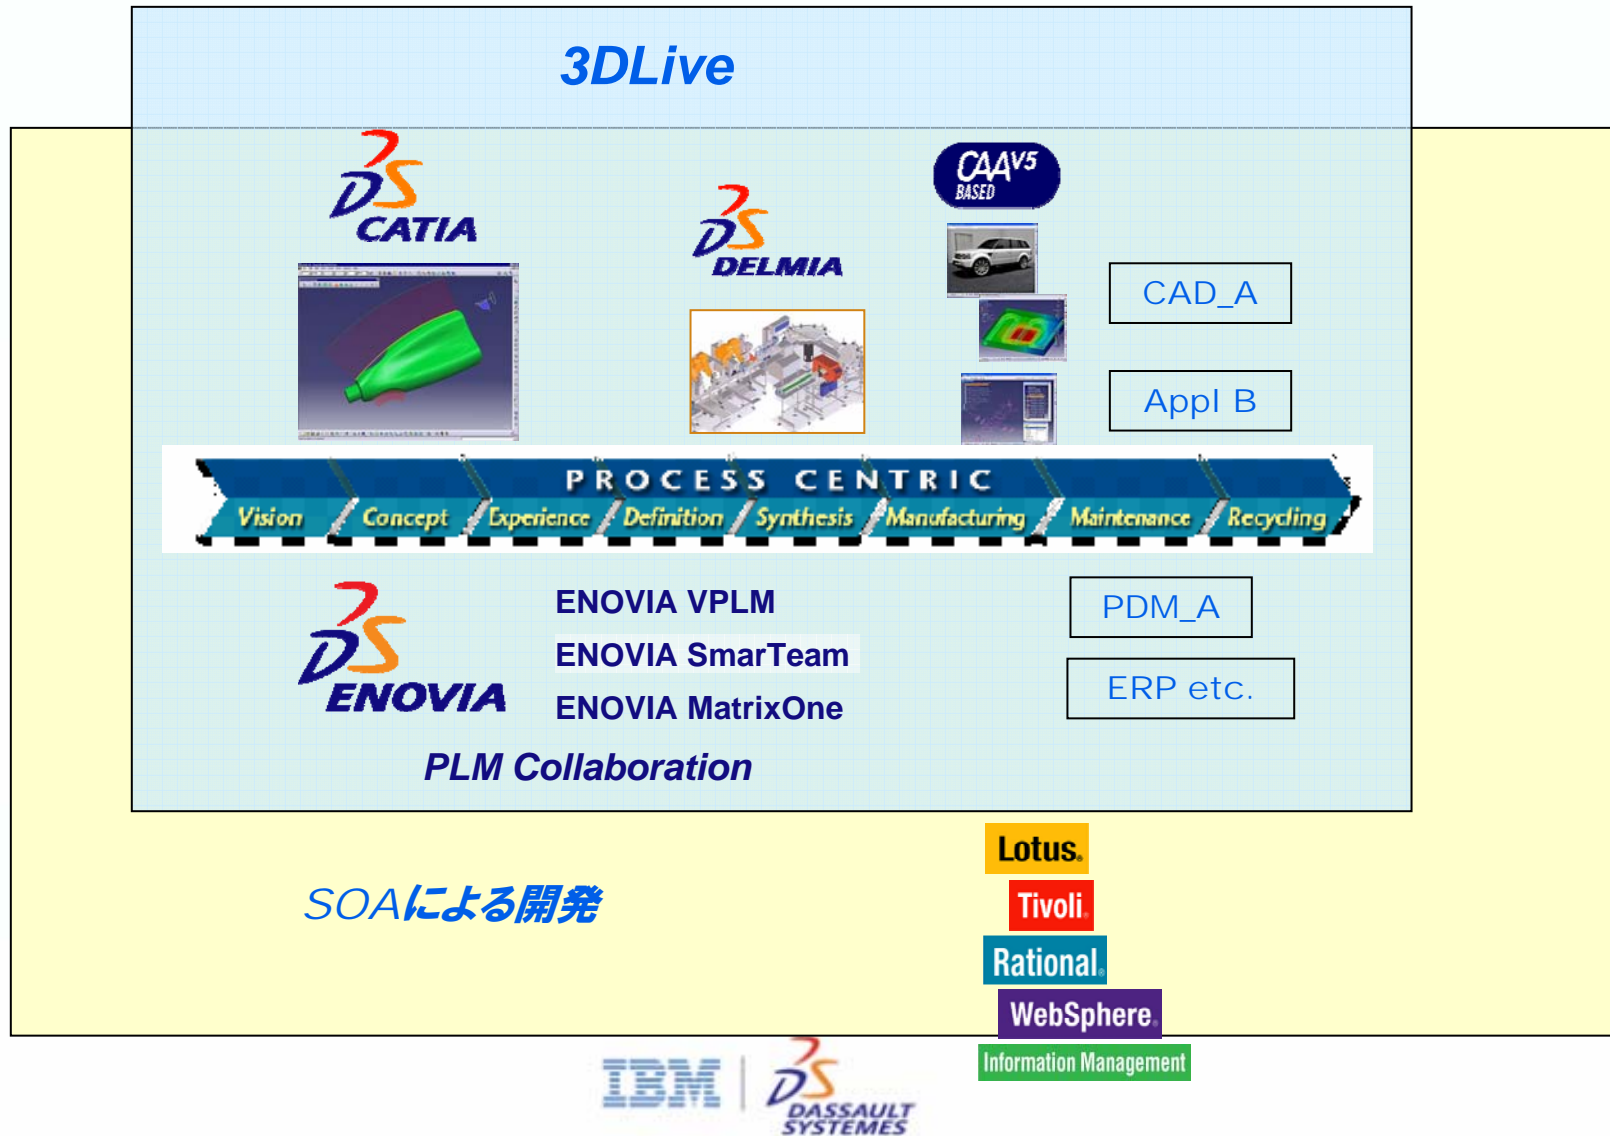 3DLive
CATIA
DELMIA
CAA V5
BASED
CAD_A
Appl B
PROCESS CENTRIC
Vision Concept Experience Definition Synthesis Manufacturing Maintenance Recycling
ENOVIA
ENOVIA VPLM
ENOVIA SmarTeam
ENOVIA MatrixOne
PLM Collaboration
PDM_A
ERP etc.
SOAによる開発
Lotus®
Tivoli®
Rational®
WebSphere®
Information Management
IBM
DASSAULT
SYSTEMES